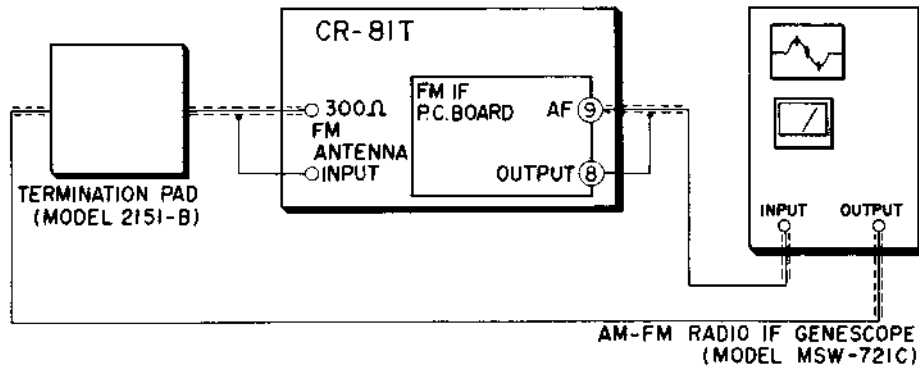 CR-81T
300Ω
FM
ANTENNA
INPUT
FM IF
P.C. BOARD
AF 9
OUTPUT 8
TERMINATION PAD
(MODEL 2151-B)
INPUT OUTPUT
AM-FM RADIO IF GENESCOPE
(MODEL MSW-721C)